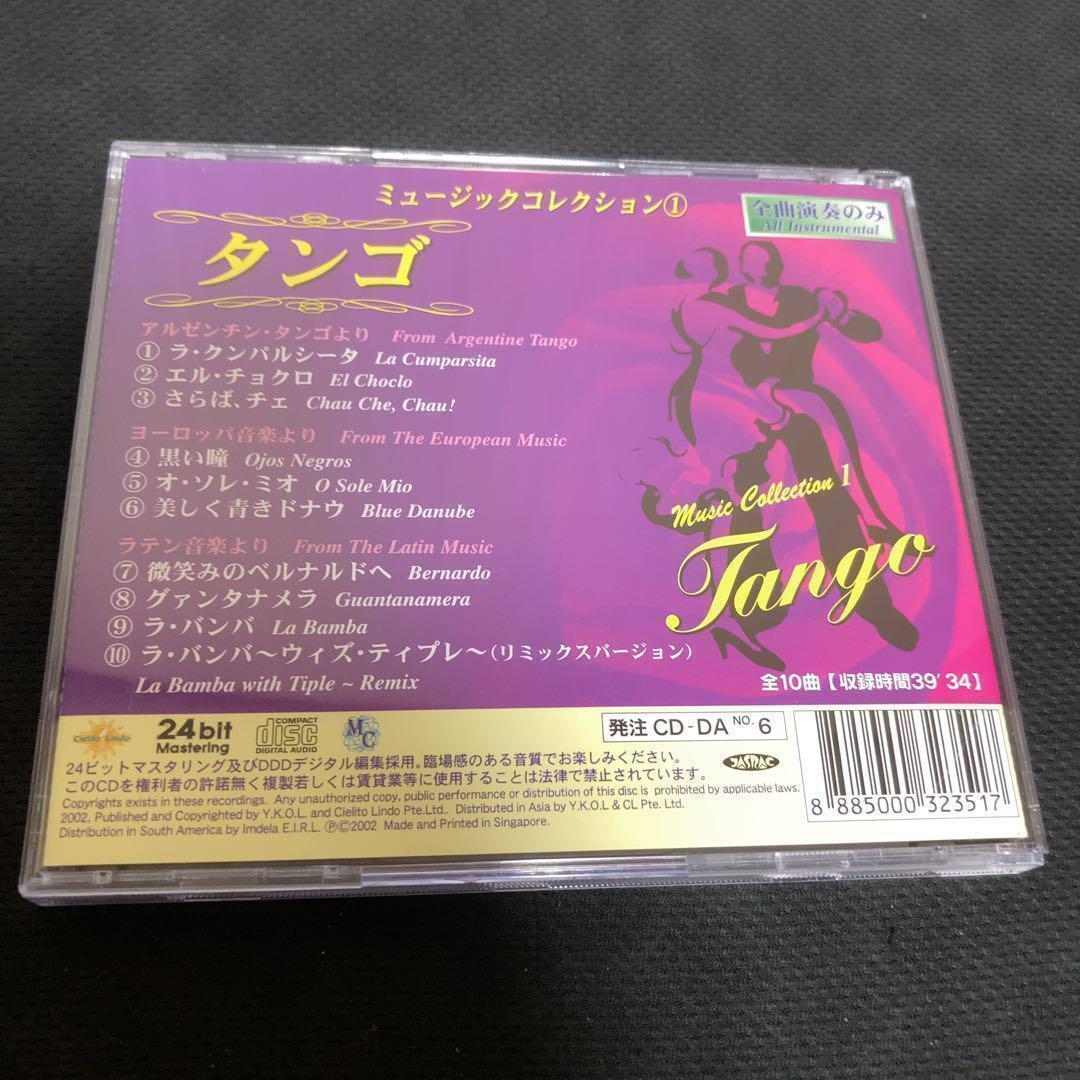 ミュージックコレクション①
全曲演奏のみ
All Instrumental
タンゴ
アルゼンチン・タンゴより From Argentine Tango
① ラ・クンパルシータ La Cumparsita
② エル・チョクロ El Choclo
③ さらば、チェ Chau Che, Chau!
ヨーロッパ音楽より From The European Music
④ 黒い瞳 Ojos Negros
⑤ オ・ソレ・ミオ O Sole Mio
⑥ 美しく青きドナウ Blue Danube
ラテン音楽より From The Latin Music
⑦ 微笑みのベルナルドへ Bernardo
⑧ グァンタナメラ Guantanamera
⑨ ラ・バンバ La Bamba
⑩ ラ・バンバ～ウィズ・ティプレ～(リミックスバージョン)
La Bamba with Tiple ~ Remix
Music Collection 1
Tango
全10曲【収録時間39'34】
Cielito Lindo
24bit
Mastering
COMPACT
disc
DIGITAL AUDIO
MC
発注 CD-DA NO. 6
JASRAC
24ビットマスタリング及びDDDデジタル編集採用。臨場感のある音質でお楽しみください。
このCDを権利者の許諾無く複製若しくは賃貸業等に使用することは法律で禁止されています。
Copyrights exists in these recordings. Any unauthorized copy, public performance or distribution of this disc is prohibited by applicable laws.
2002, Published and Copyrighted by Y.K.O.L. and Cielito Lindo Pte.Ltd.. Distributed in Asia by Y.K.O.L & CL Pte. Ltd.
Distribution in South America by Imdela E.I.R.L. ℗©2002 Made and Printed in Singapore.
8 885000 323517